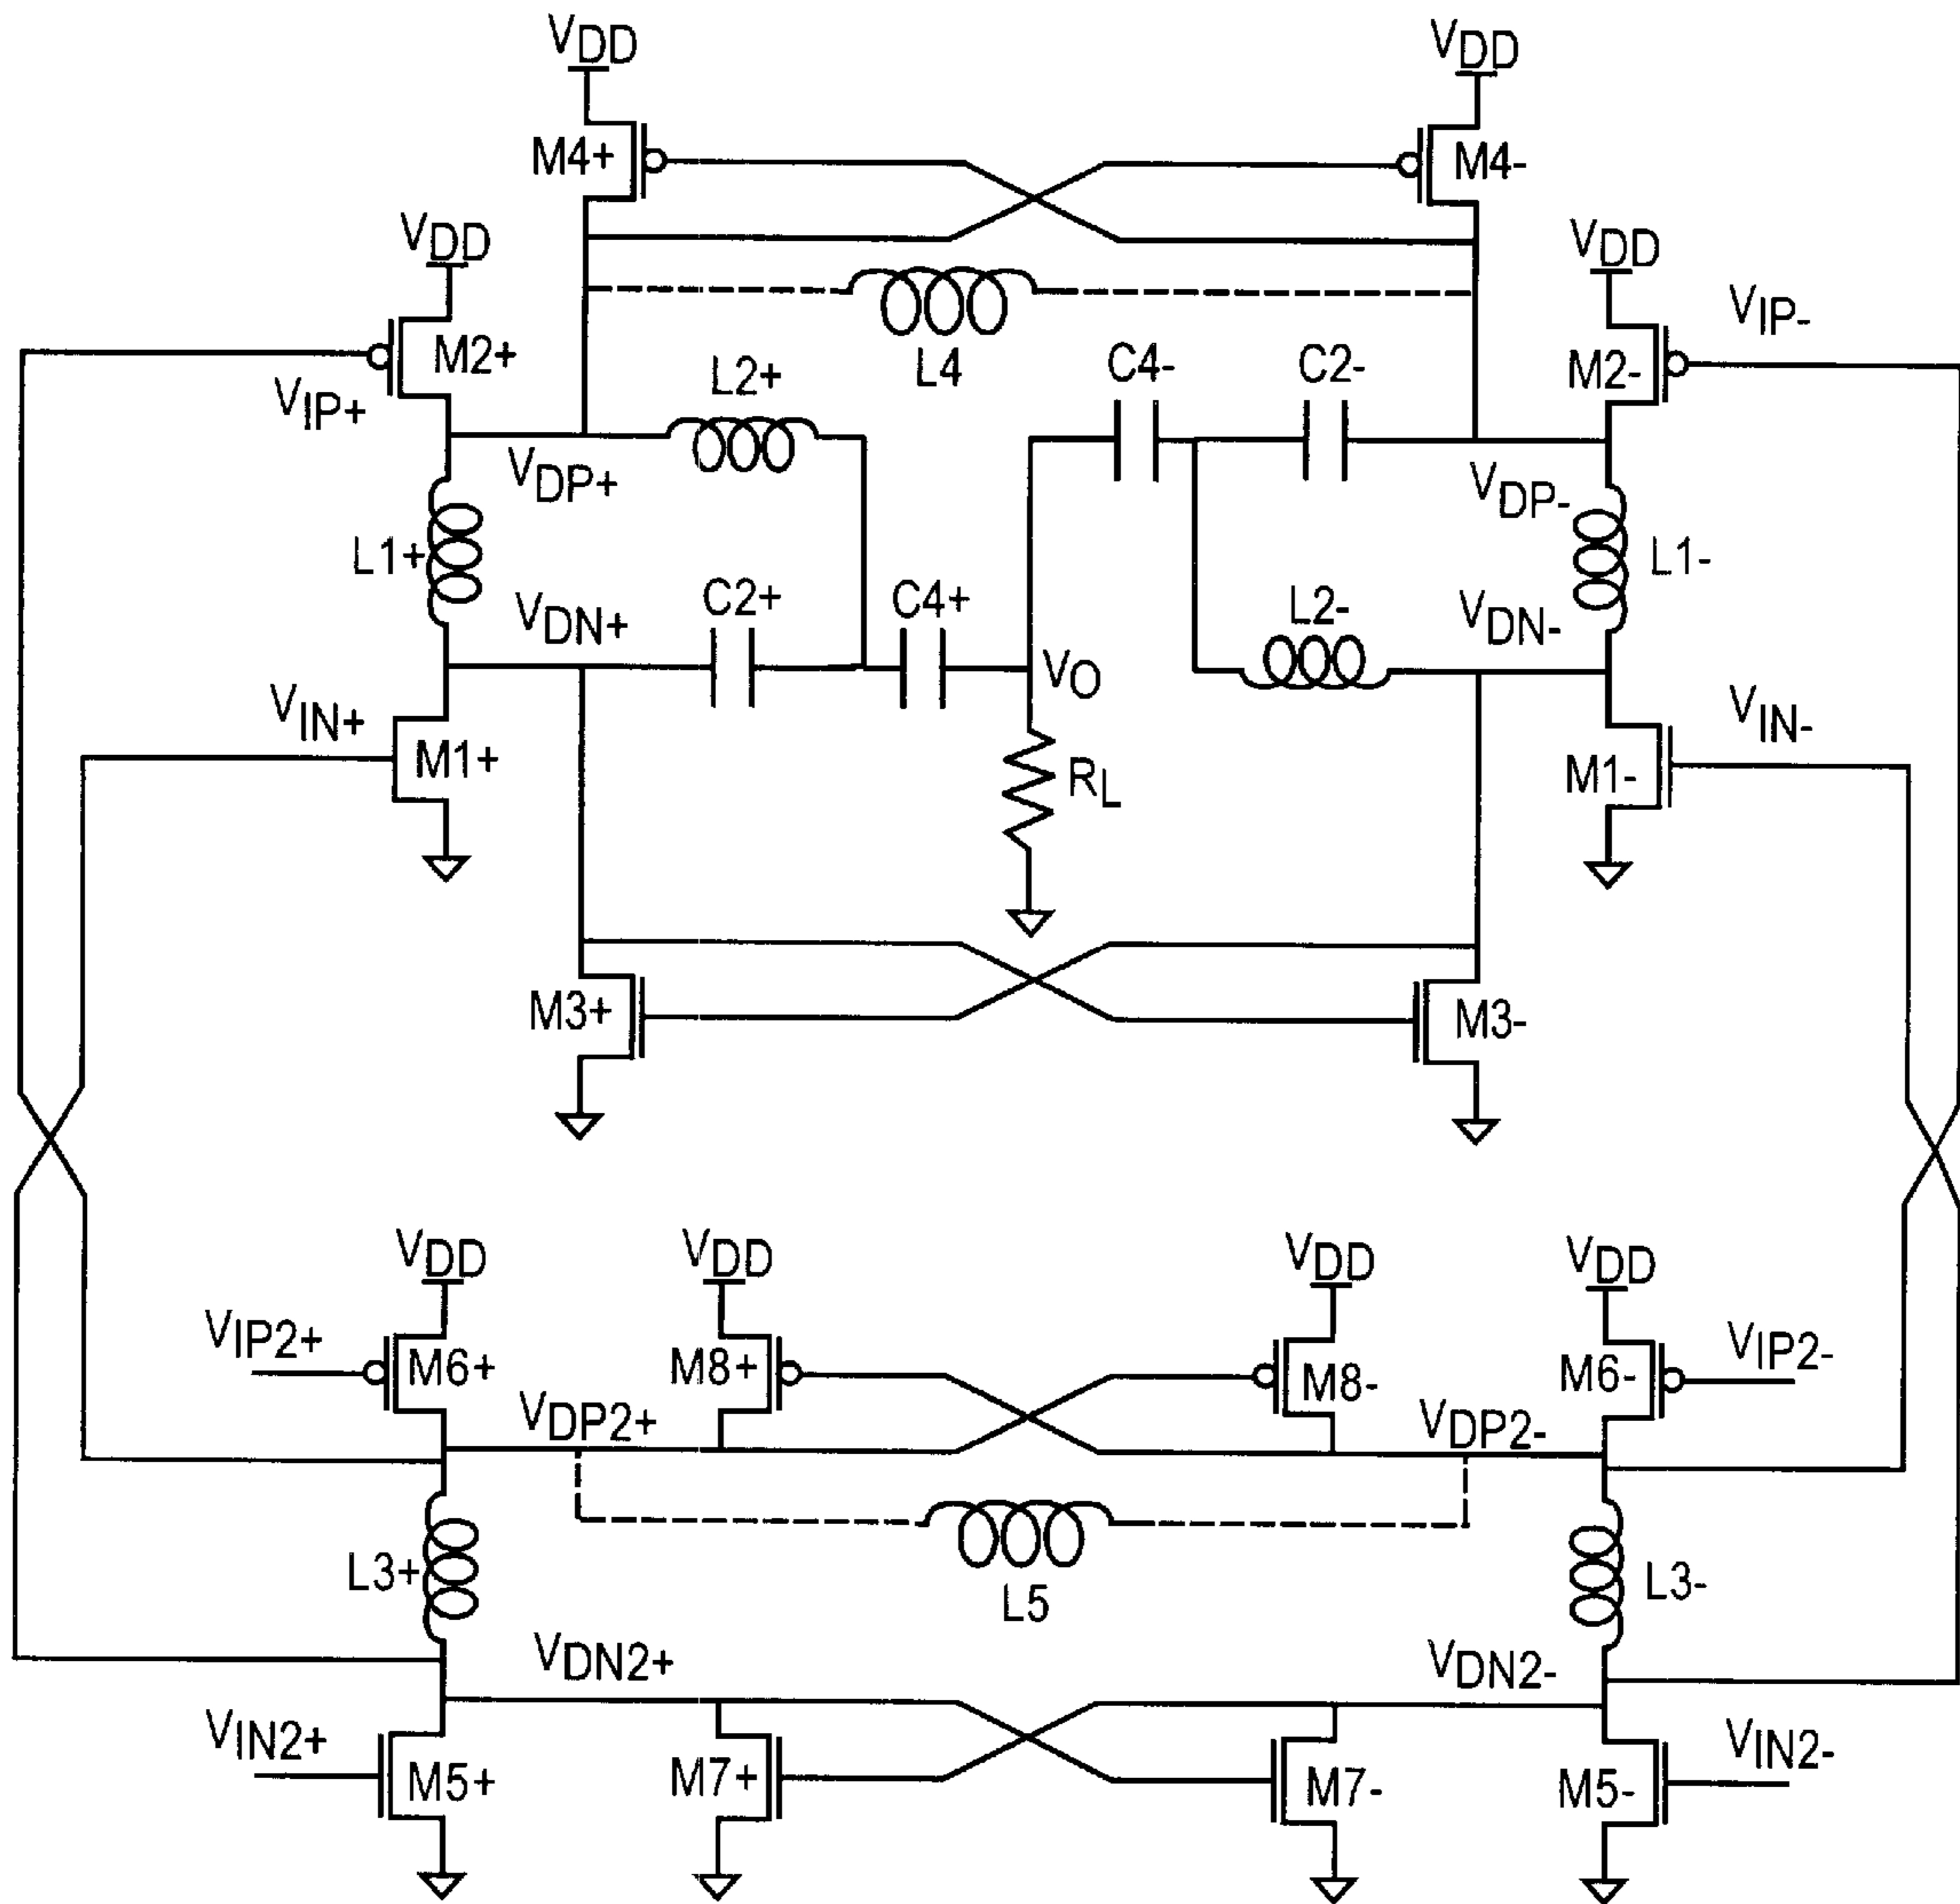 VDD VDD
M4+ M4-
VDD VDD
VIP-
M2+ L4 C4- C2- M2-
VIP+ L2+
VDP+ VDP-
L1+ L1-
VDN+ C2+ C4+ L2- VDN-
VO
VIN+ VIN-
M1+ RL M1-
M3+ M3-
VDD VDD VDD VDD
VIP2+ M6+ M8+ M8- M6- VIP2-
VDP2+ VDP2-
L3+ L5 L3-
VDN2+ VDN2-
VIN2+ VIN2-
M5+ M7+ M7- M5-